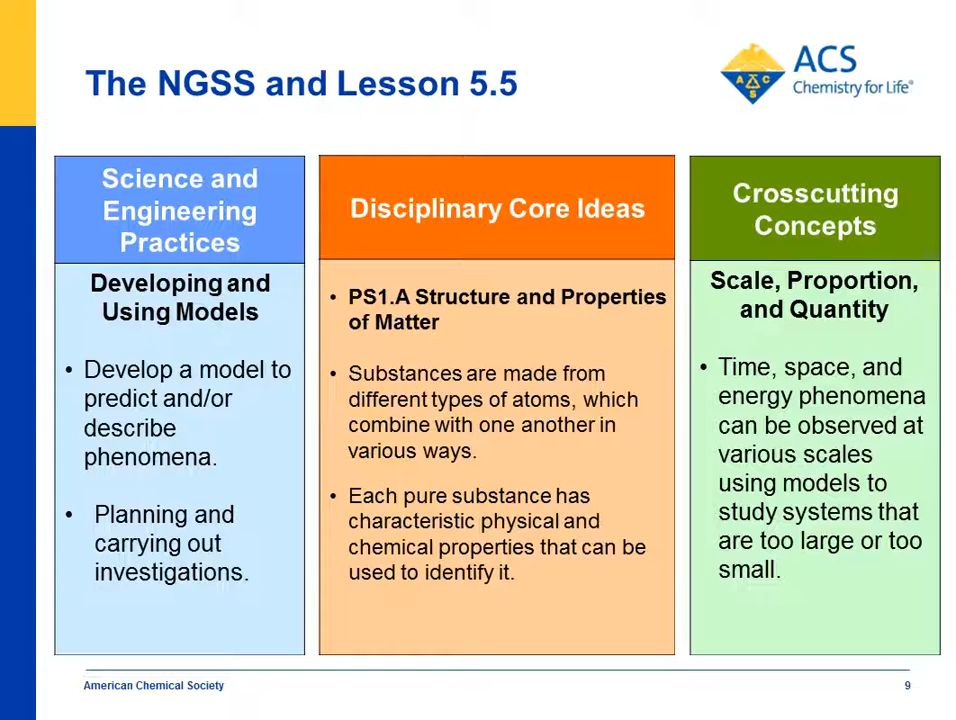 The NGSS and Lesson 5.5
ACS
Chemistry for Life®
A C S
Science and
Engineering
Practices
Developing and
Using Models
• Develop a model to
predict and/or
describe
phenomena.
• Planning and
carrying out
investigations.
Disciplinary Core Ideas
• PS1.A Structure and Properties
of Matter
• Substances are made from
different types of atoms, which
combine with one another in
various ways.
• Each pure substance has
characteristic physical and
chemical properties that can be
used to identify it.
Crosscutting
Concepts
Scale, Proportion,
and Quantity
• Time, space, and
energy phenomena
can be observed at
various scales
using models to
study systems that
are too large or too
small.
American Chemical Society
9